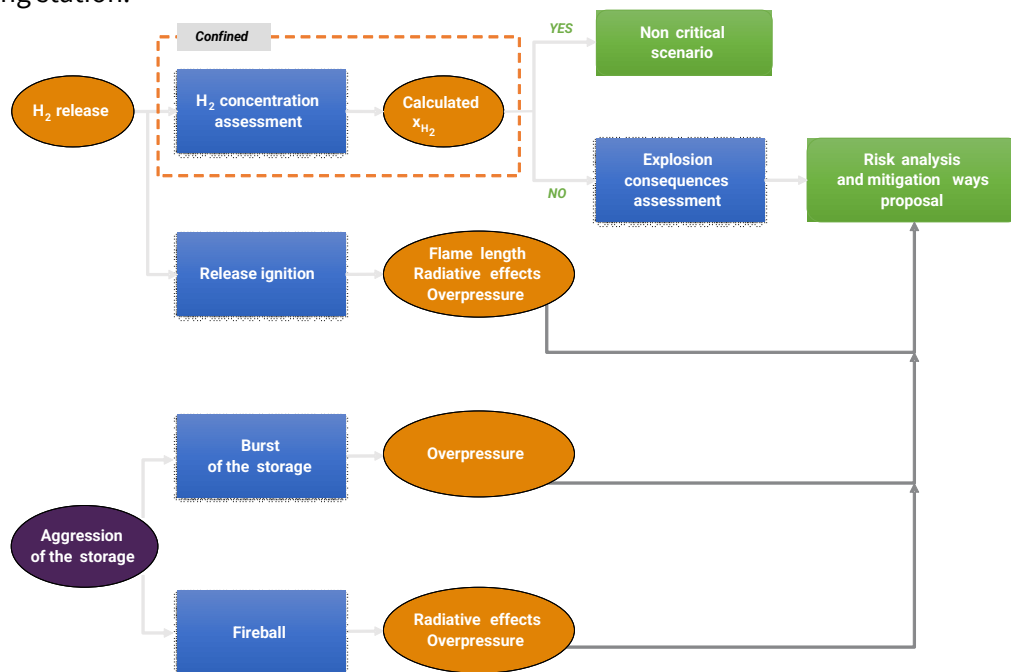 ng station.
Confined
YES
Non critical
scenario
H2 release
H2 concentration
assessment
Calculated
xH2
Explosion
consequences
assessment
Risk analysis
and mitigation ways
proposal
NO
Release ignition
Flame length
Radiative effects
Overpressure
Burst
of the storage
Overpressure
Aggression
of the storage
Fireball
Radiative effects
Overpressure